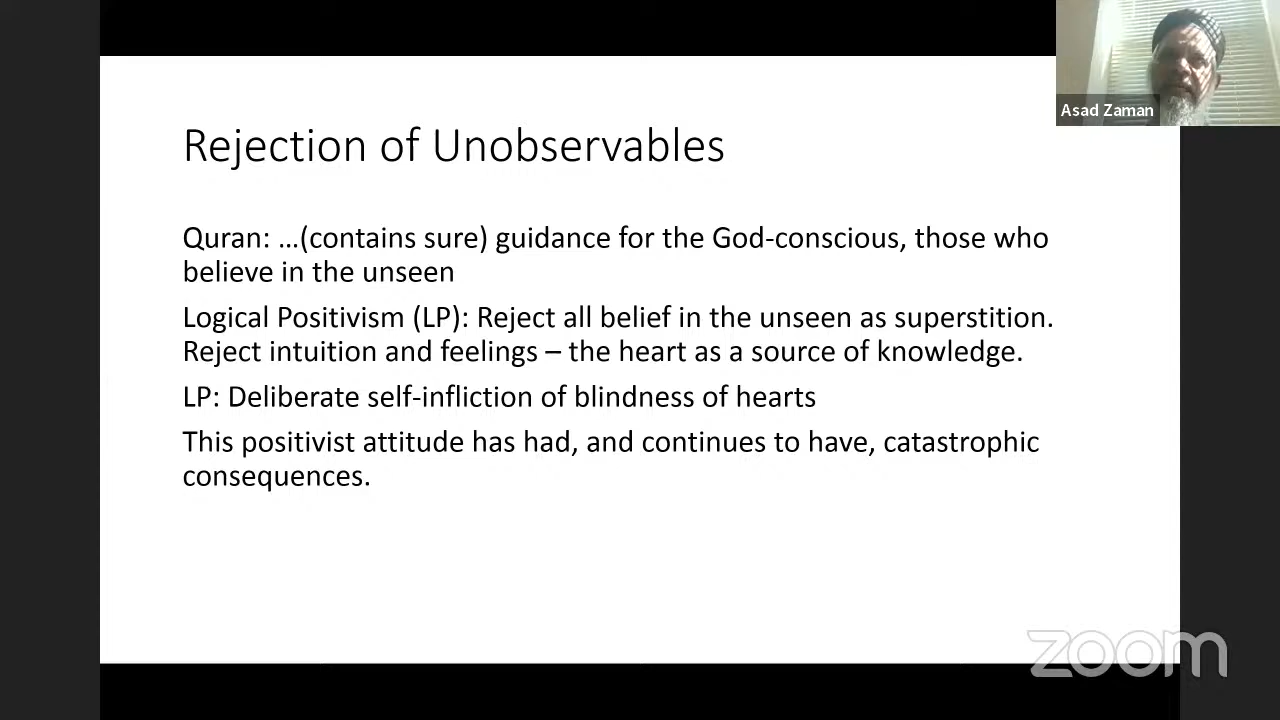 Asad Zaman
Rejection of Unobservables
Quran: …(contains sure) guidance for the God-conscious, those who
believe in the unseen
Logical Positivism (LP): Reject all belief in the unseen as superstition.
Reject intuition and feelings – the heart as a source of knowledge.
LP: Deliberate self-infliction of blindness of hearts
This positivist attitude has had, and continues to have, catastrophic
consequences.
zoom